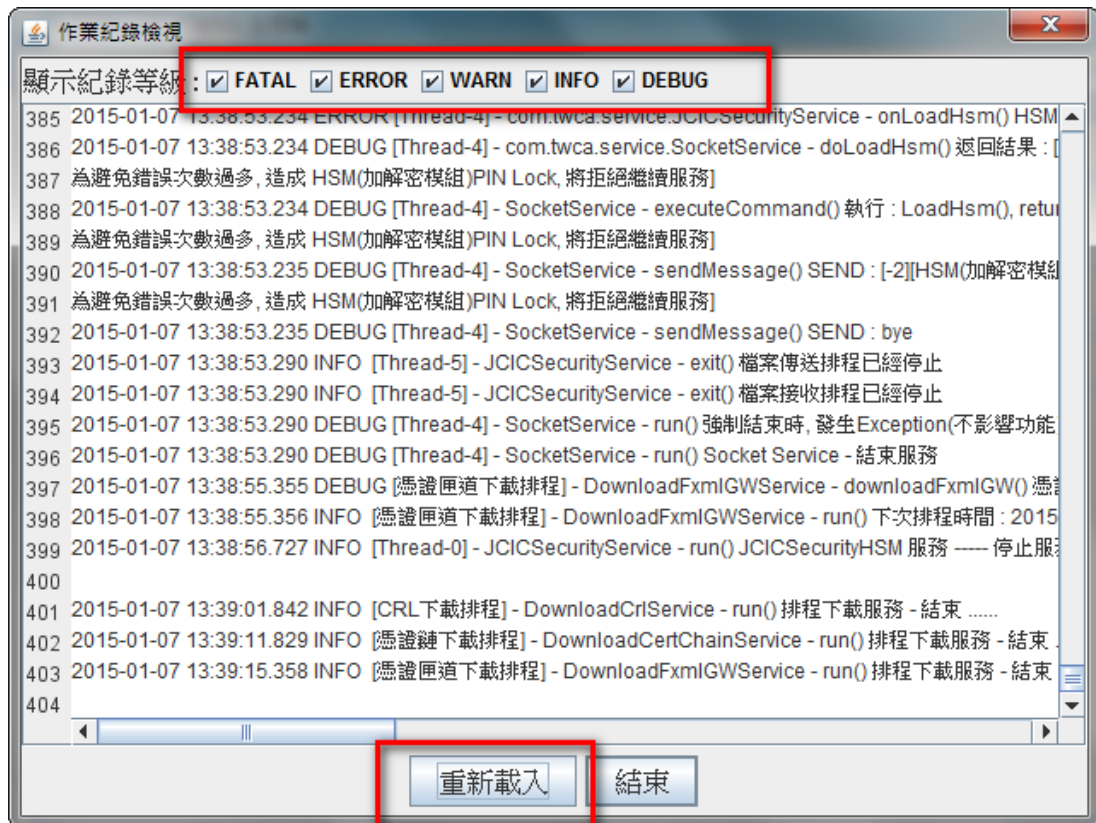 作業紀錄檢視
顯示紀錄等級 : FATAL ERROR WARN INFO DEBUG
385 2015-01-07 13:38:53.234 ERROR [Thread-4] - com.twca.service.JCICSecurityService - onLoadHsm() HSM
386 2015-01-07 13:38:53.234 DEBUG [Thread-4] - com.twca.service.SocketService - doLoadHsm() 返回結果 : [
387 為避免錯誤次數過多, 造成 HSM(加解密模組)PIN Lock, 將拒絕繼續服務]
388 2015-01-07 13:38:53.234 DEBUG [Thread-4] - SocketService - executeCommand() 執行 : LoadHsm(), retur
389 為避免錯誤次數過多, 造成 HSM(加解密模組)PIN Lock, 將拒絕繼續服務]
390 2015-01-07 13:38:53.235 DEBUG [Thread-4] - SocketService - sendMessage() SEND : [-2][HSM(加解密模組
391 為避免錯誤次數過多, 造成 HSM(加解密模組)PIN Lock, 將拒絕繼續服務]
392 2015-01-07 13:38:53.235 DEBUG [Thread-4] - SocketService - sendMessage() SEND : bye
393 2015-01-07 13:38:53.290 INFO [Thread-5] - JCICSecurityService - exit() 檔案傳送排程已經停止
394 2015-01-07 13:38:53.290 INFO [Thread-5] - JCICSecurityService - exit() 檔案接收排程已經停止
395 2015-01-07 13:38:53.290 DEBUG [Thread-4] - SocketService - run() 強制結束時, 發生Exception(不影響功能
396 2015-01-07 13:38:53.290 DEBUG [Thread-4] - SocketService - run() Socket Service - 結束服務
397 2015-01-07 13:38:55.355 DEBUG [憑證匣道下載排程] - DownloadFxmlGWService - downloadFxmlGW() 憑證
398 2015-01-07 13:38:55.356 INFO [憑證匣道下載排程] - DownloadFxmlGWService - run() 下次排程時間 : 2015
399 2015-01-07 13:38:56.727 INFO [Thread-0] - JCICSecurityService - run() JCICSecurityHSM 服務 ----- 停止服務
400
401 2015-01-07 13:39:01.842 INFO [CRL下載排程] - DownloadCrlService - run() 排程下載服務 - 結束 ......
402 2015-01-07 13:39:11.829 INFO [憑證鏈下載排程] - DownloadCertChainService - run() 排程下載服務 - 結束 .
403 2015-01-07 13:39:15.358 INFO [憑證匣道下載排程] - DownloadFxmlGWService - run() 排程下載服務 - 結束
404
重新載入 結束